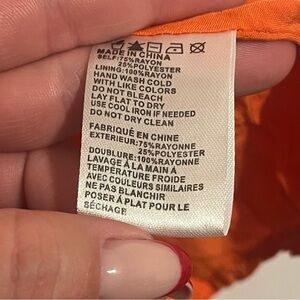 MADE IN CHINA
SELF:75%RAYON
25%POLYESTER
LINING:100%RAYON
HAND WASH COLD
WITH LIKE COLORS
DO NOT BLEACH
LAY FLAT TO DRY
USE COOL IRON IF NEEDED
DO NOT DRY CLEAN
FABRIQUÉ EN CHINE
EXTERIEUR:75%RAYONNE
25%POLYESTER
DOUBLURE:100%RAYONNE
LAVAGE À LA MAIN À
TEMPÉRATURE FROIDE
AVEC COULEURS SIMILAIRES
NE PAS BLANCHIR
POSER À PLAT POUR LE
SÉCHAGE